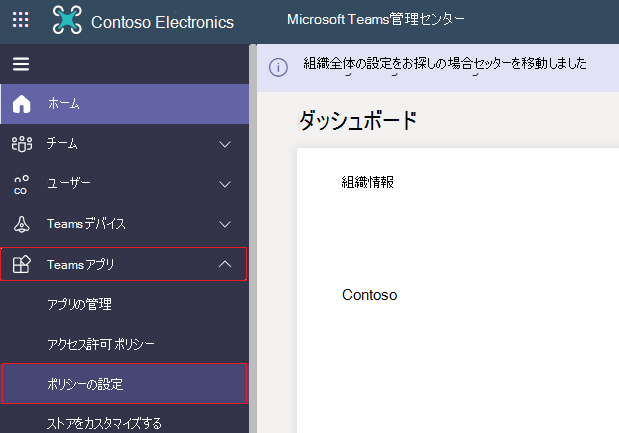 Contoso Electronics
Microsoft Teams管理センター
組織全体の設定をお探しの場合セッターを移動しました
ホーム
ダッシュボード
チーム
組織情報
ユーザー
co
Teamsデバイス
Teamsアプリ
Contoso
アプリの管理
アクセス許可ポリシー
ポリシーの設定
ストアをカスタマイズする